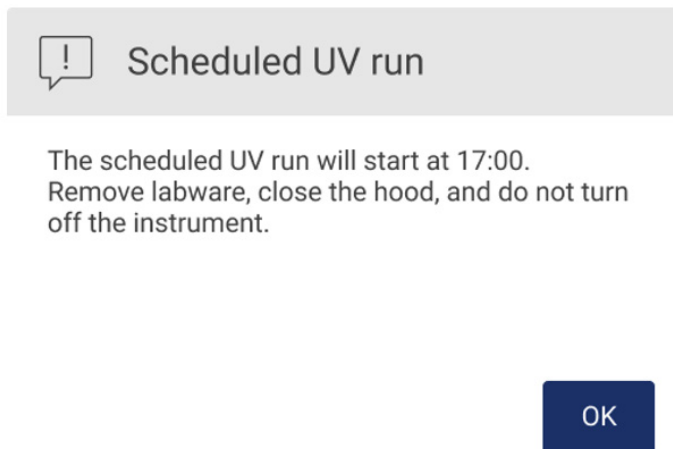 !
Scheduled UV run
The scheduled UV run will start at 17:00.
Remove labware, close the hood, and do not turn
off the instrument.
OK